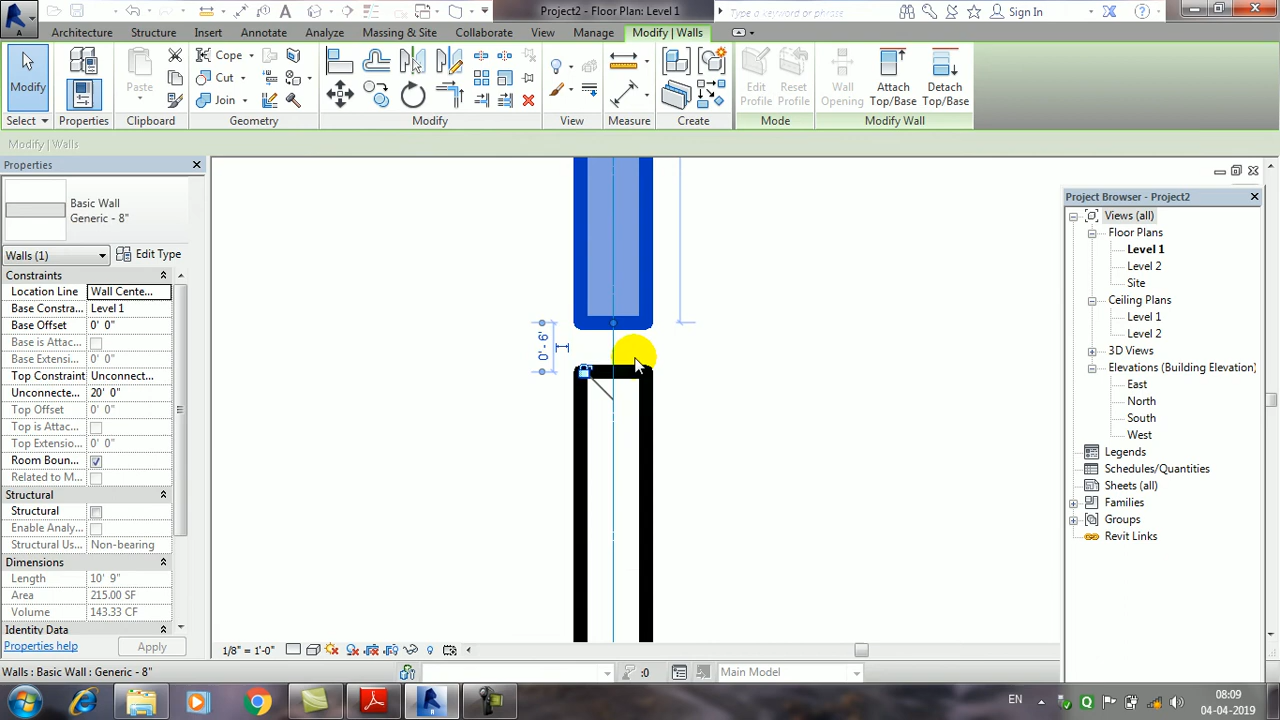 Project2 - Floor Plan: Level 1
Type a keyword or phrase
Sign In
Architecture
Structure
Insert
Annotate
Analyze
Massing & Site
Collaborate
View
Manage
Modify | Walls
Modify
Paste
Cope
Cut
Join
Edit
Profile
Reset
Profile
Wall
Opening
Attach
Top/Base
Detach
Top/Base
Select
Properties
Clipboard
Geometry
Modify
View
Measure
Create
Mode
Modify Wall
Modify | Walls
Properties
Basic Wall
Generic - 8"
Walls (1)
Edit Type
Constraints
Location Line Wall Cente...
Base Constra... Level 1
Base Offset 0' 0"
Base is Attac...
Base Extensio... 0' 0"
Top Constraint Unconnect...
Unconnecte... 20' 0"
Top Offset 0' 0"
Top is Attac...
Top Extensio... 0' 0"
Room Boun...
Related to M...
Structural
Structural
Enable Analy...
Structural Us... Non-bearing
Dimensions
Length 10' 9"
Area 215.00 SF
Volume 143.33 CF
Identity Data
Properties help
Apply
0' - 6"
Project Browser - Project2
Views (all)
Floor Plans
Level 1
Level 2
Site
Ceiling Plans
Level 1
Level 2
3D Views
Elevations (Building Elevation)
East
North
South
West
Legends
Schedules/Quantities
Sheets (all)
Families
Groups
Revit Links
1/8" = 1'-0"
Walls : Basic Wall : Generic - 8"
:0
Main Model
EN
08:09
04-04-2019